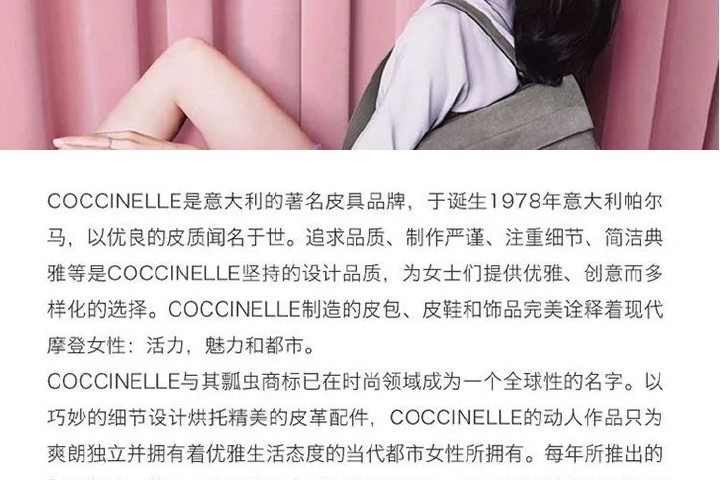 COCCINELLE是意大利的著名皮具品牌，于诞生1978年意大利帕尔
马，以优良的皮质闻名于世。追求品质、制作严谨、注重细节、简洁典
雅等是COCCINELLE坚持的设计品质，为女士们提供优雅、创意而多
样化的选择。COCCINELLE制造的皮包、皮鞋和饰品完美诠释着现代
摩登女性：活力，魅力和都市。
COCCINELLE与其瓢虫商标已在时尚领域成为一个全球性的名字。以
巧妙的细节设计烘托精美的皮革配件，COCCINELLE的动人作品只为
爽朗独立并拥有着优雅生活态度的当代都市女性所拥有。每年所推出的